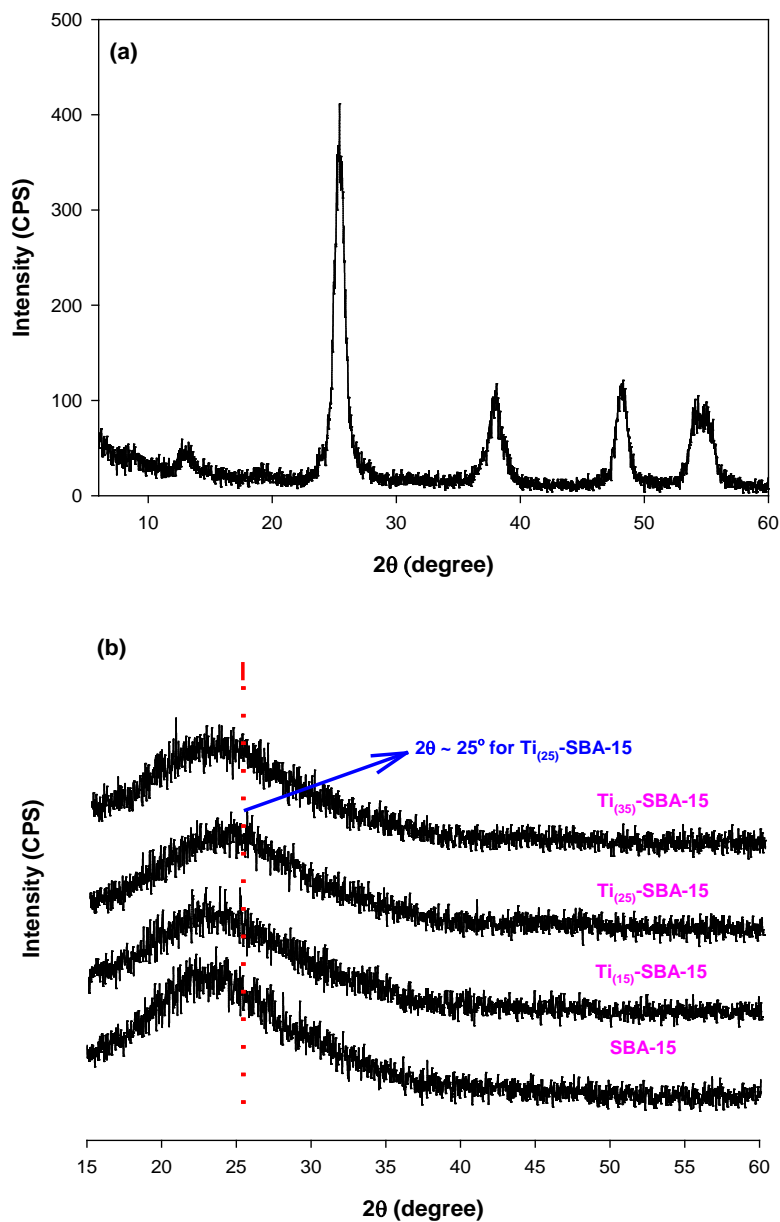 (a)
Intensity (CPS)
500
400
300
200
100
0
10 20 30 40 50 60
2θ (degree)
(b)
Intensity (CPS)
2θ ~ 25º for Ti(25)-SBA-15
Ti(35)-SBA-15
Ti(25)-SBA-15
Ti(15)-SBA-15
SBA-15
15 20 25 30 35 40 45 50 55 60
2θ (degree)